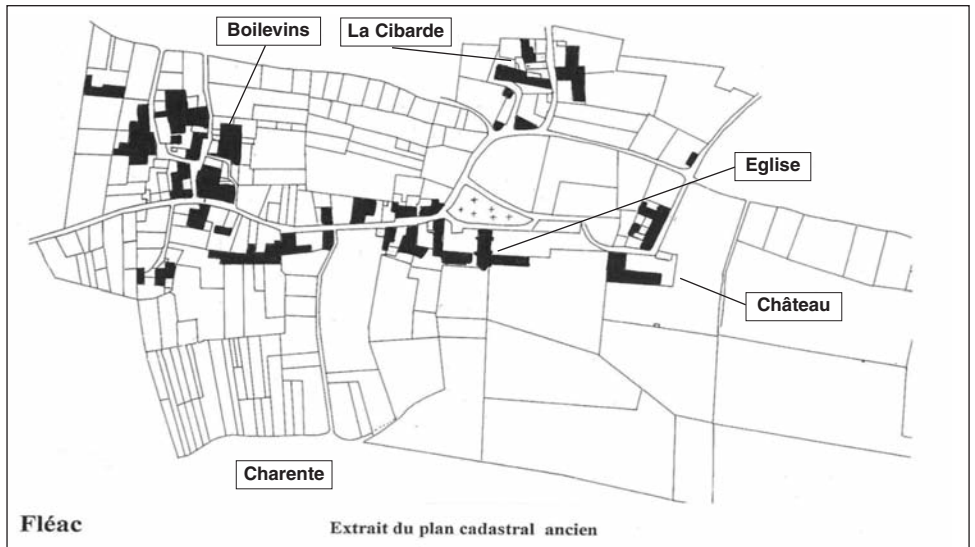 Boilevins
La Cibarde
Eglise
Château
Charente
Fléac
Extrait du plan cadastral ancien